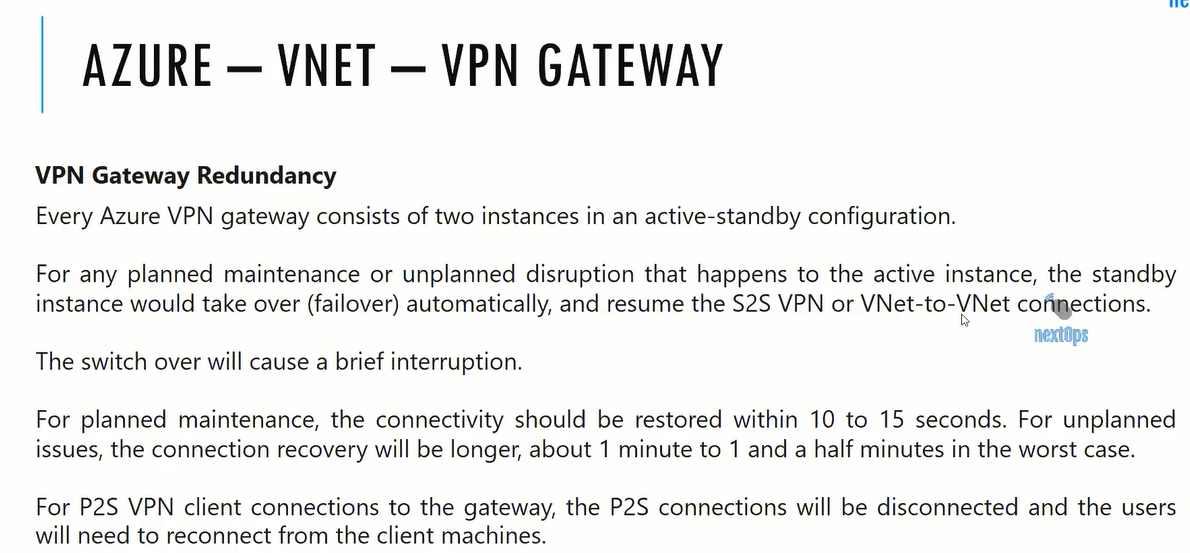 AZURE – VNET – VPN GATEWAY
VPN Gateway Redundancy
Every Azure VPN gateway consists of two instances in an active-standby configuration.
For any planned maintenance or unplanned disruption that happens to the active instance, the standby
instance would take over (failover) automatically, and resume the S2S VPN or VNet-to-VNet connections.
nextOps
The switch over will cause a brief interruption.
For planned maintenance, the connectivity should be restored within 10 to 15 seconds. For unplanned
issues, the connection recovery will be longer, about 1 minute to 1 and a half minutes in the worst case.
For P2S VPN client connections to the gateway, the P2S connections will be disconnected and the users
will need to reconnect from the client machines.